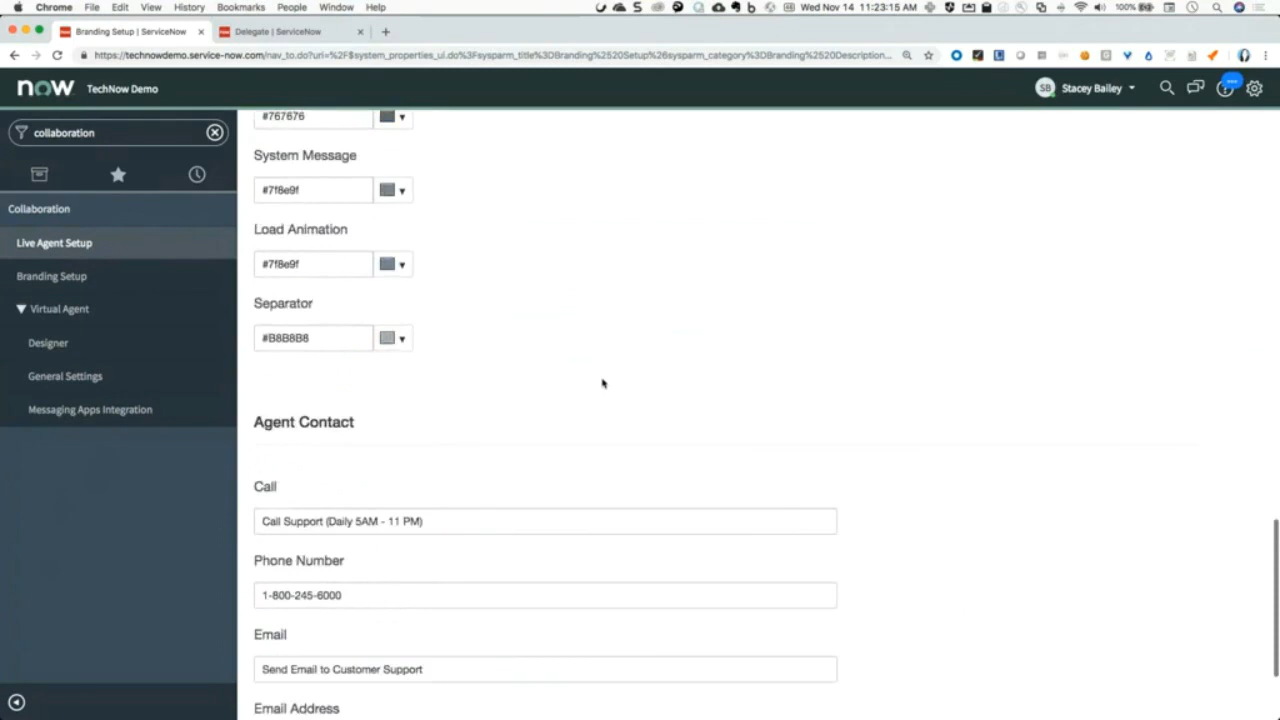 Chrome File Edit View History Bookmarks People Window Help
100% Wed Nov 14 11:23:15 AM
Branding Setup | ServiceNow
Delegate | ServiceNow
https://technowdemo.service-now.com/nav_to.do?uri=%2F$system_properties_ui.do%3Fsysparm_title%3DBranding%2520Setup%26sysparm_category%3DBranding%2520Description...
now TechNow Demo
SB Stacey Bailey
collaboration
Collaboration
Live Agent Setup
Branding Setup
Virtual Agent
Designer
General Settings
Messaging Apps Integration
#767676
System Message
#7f8e9f
Load Animation
#7f8e9f
Separator
#B8B8B8
Agent Contact
Call
Call Support (Daily 5AM - 11 PM)
Phone Number
1-800-245-6000
Email
Send Email to Customer Support
Email Address